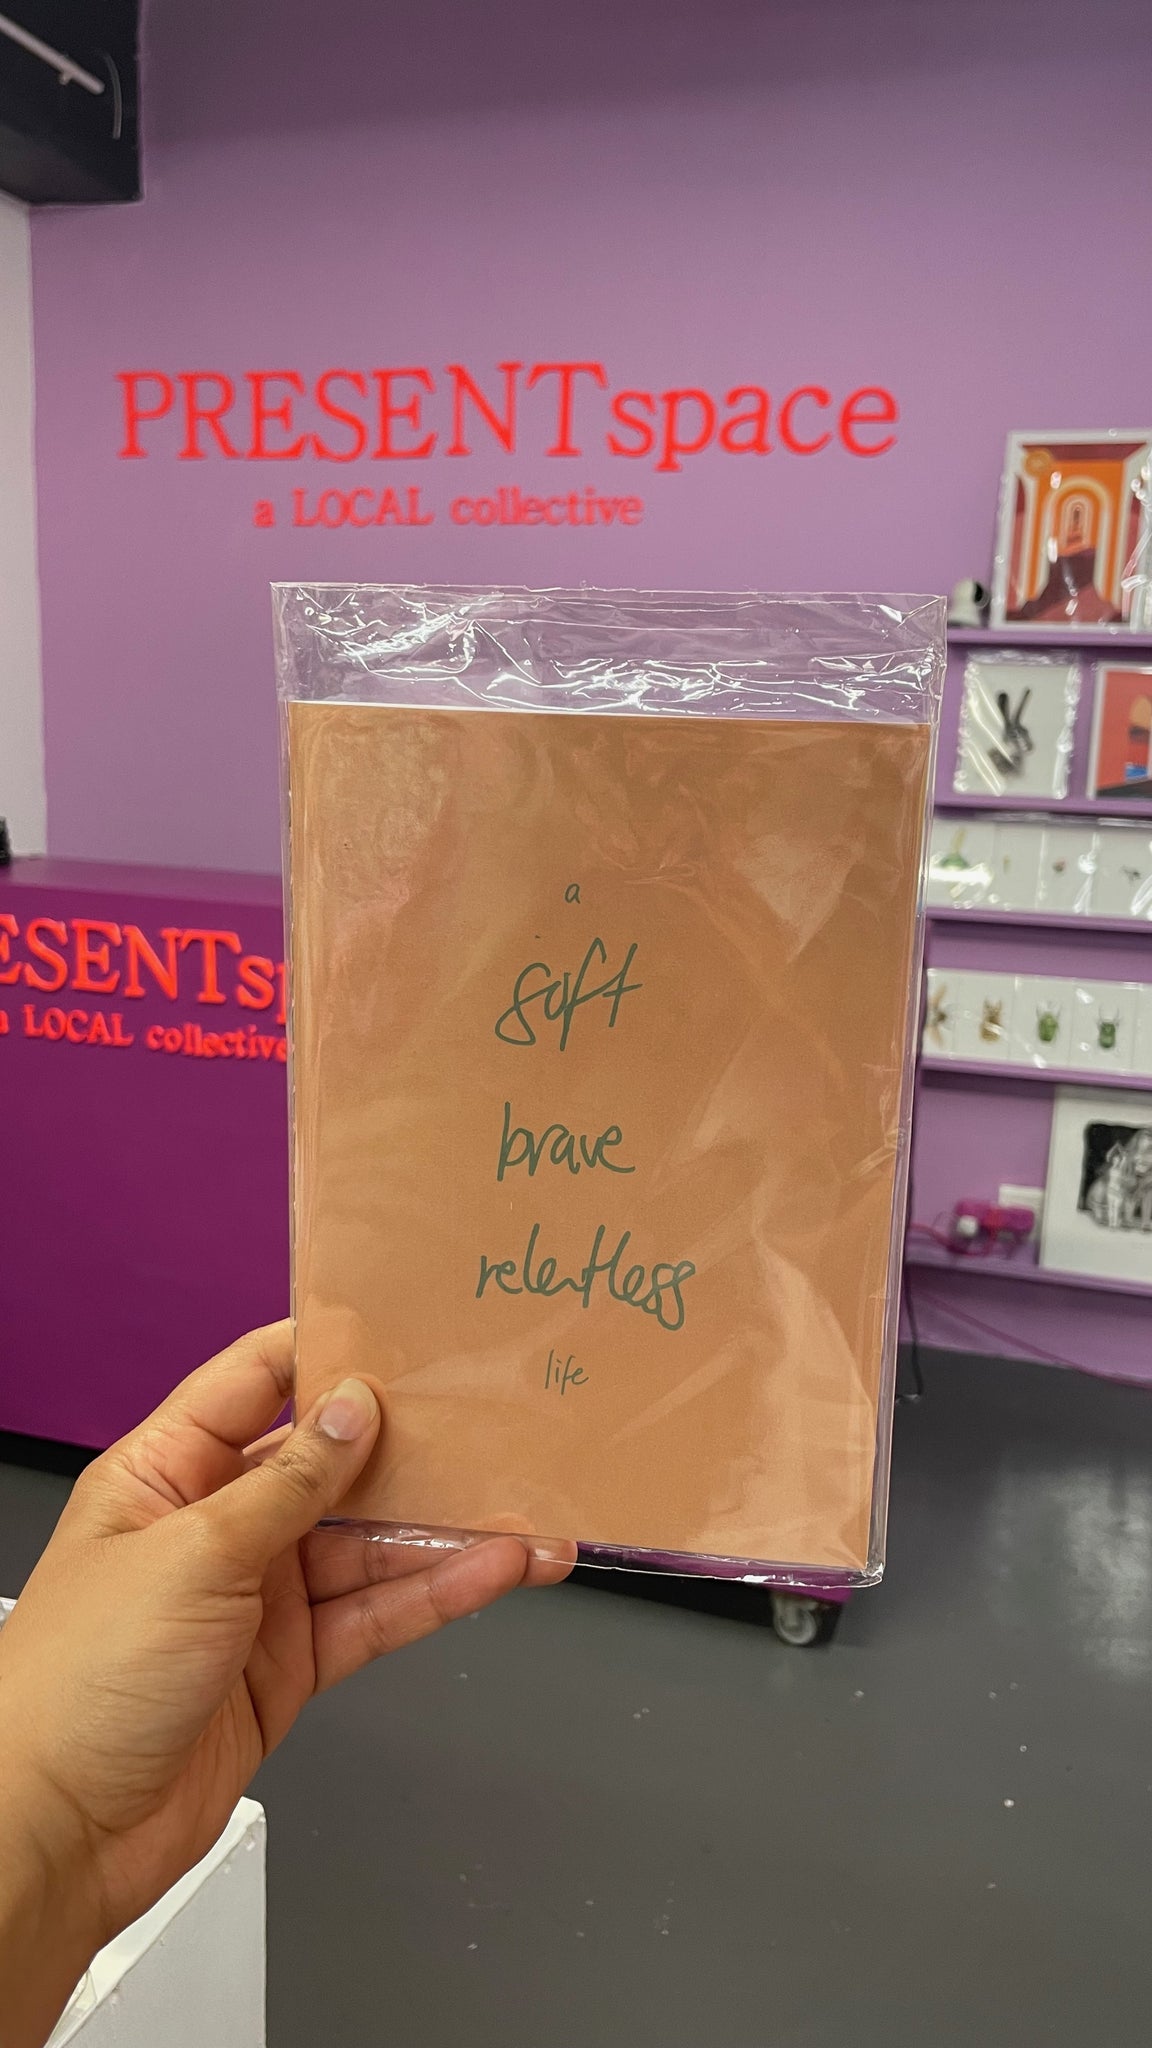 PRESENTspace
a LOCAL collective
a
soft
brave
relentless
life
ESENTsp
a LOCAL collective